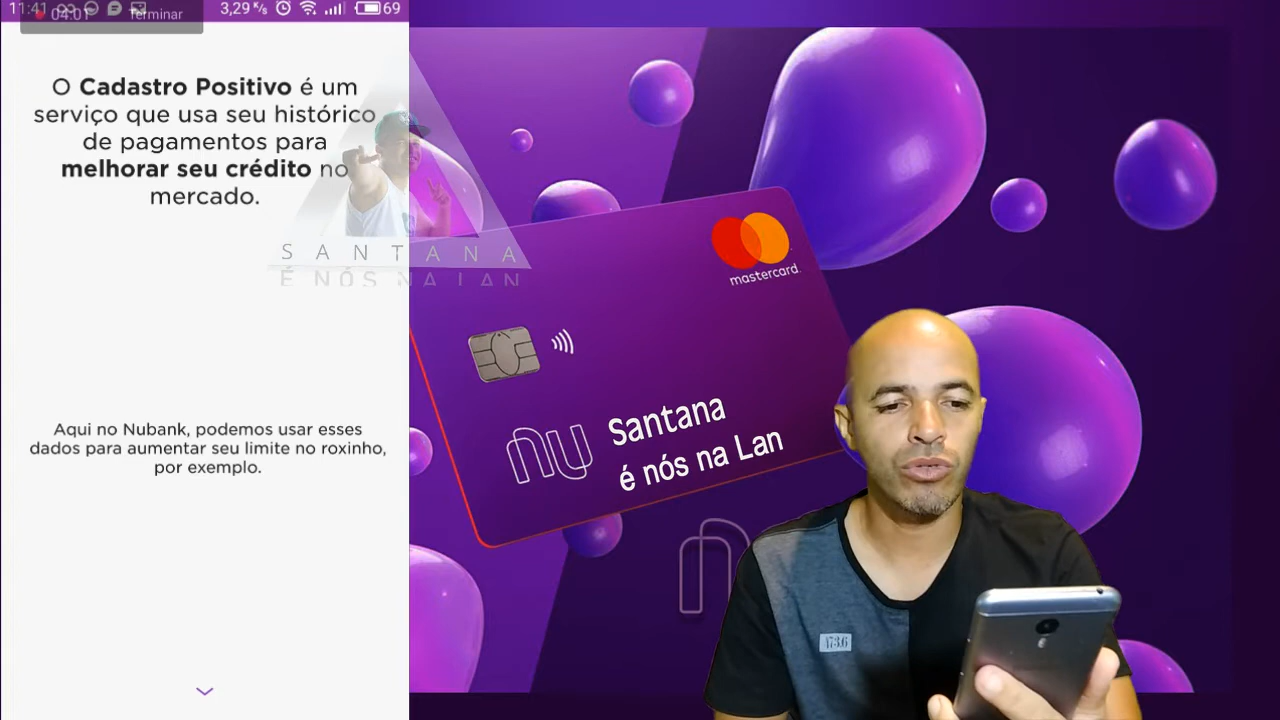 11:41
3,29 K/s
69
04:01 Terminar
O Cadastro Positivo é um
serviço que usa seu histórico
de pagamentos para
melhorar seu crédito no
mercado.
SANTANA
É NÓS NA LAN
Aqui no Nubank, podemos usar esses
dados para aumentar seu limite no roxinho,
por exemplo.
mastercard.
nu
Santana
é nós na Lan